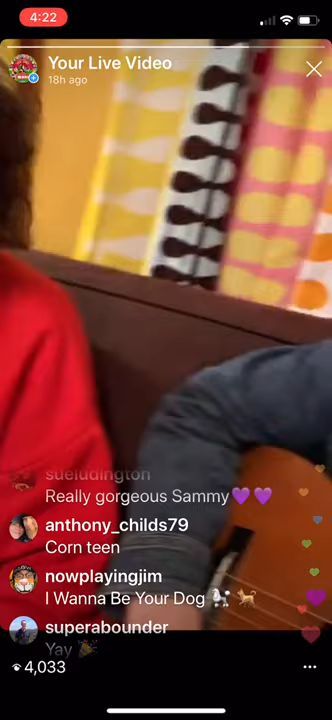 4:22
Your Live Video
18h ago
sueludington
Really gorgeous Sammy💜💜
anthony_childs79
Corn teen
nowplayingjim
I Wanna Be Your Dog 🐩🐕
superabounder
Yay 🎉
4,033